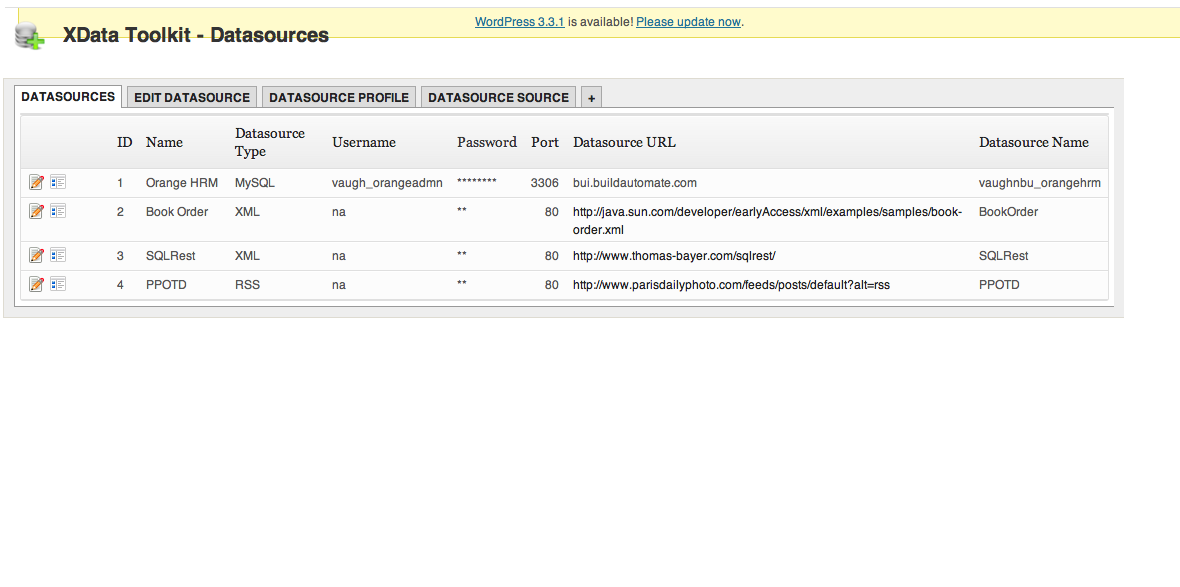 WordPress 3.3.1 is available! Please update now.
XData Toolkit - Datasources
DATASOURCES EDIT DATASOURCE DATASOURCE PROFILE DATASOURCE SOURCE +
ID Name Datasource Type Username Password Port Datasource URL Datasource Name
1 Orange HRM MySQL vaugh_orangeadmn ******** 3306 bui.buildautomate.com vaughnbu_orangehrm
2 Book Order XML na ** 80 http://java.sun.com/developer/earlyAccess/xml/examples/samples/book- BookOrder
order.xml
3 SQLRest XML na ** 80 http://www.thomas-bayer.com/sqlrest/ SQLRest
4 PPOTD RSS na ** 80 http://www.parisdailyphoto.com/feeds/posts/default?alt=rss PPOTD